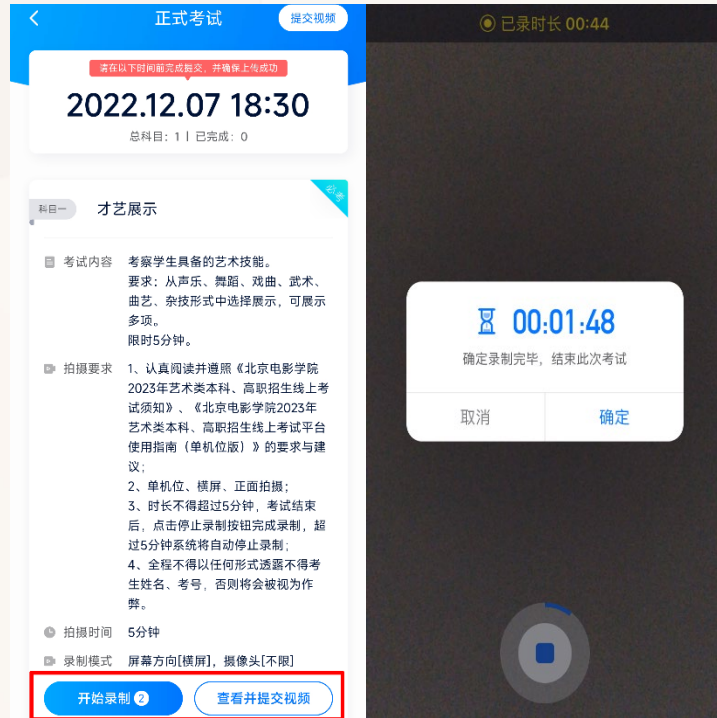 正式考试
提交视频
请在以下时间前完成提交，并确保上传成功
2022.12.07 18:30
总科目：1 | 已完成：0
必考
科目一
才艺展示
考试内容
考察学生具备的艺术技能。
要求：从声乐、舞蹈、戏曲、武术、
曲艺、杂技形式中选择展示，可展示
多项。
限时5分钟。
拍摄要求
1、认真阅读并遵照《北京电影学院
2023年艺术类本科、高职招生线上考
试须知》、《北京电影学院2023年
艺术类本科、高职招生线上考试平台
使用指南（单机位版）》的要求与建
议；
2、单机位、横屏、正面拍摄；
3、时长不得超过5分钟，考试结束
后，点击停止录制按钮完成录制，超
过5分钟系统将自动停止录制；
4、全程不得以任何形式透露不得考
生姓名、考号，否则将会被视为作
弊。
拍摄时间
5分钟
录制模式
屏幕方向[横屏]，摄像头[不限]
开始录制 2
查看并提交视频
已录时长 00:44
00:01:48
确定录制完毕，结束此次考试
取消
确定